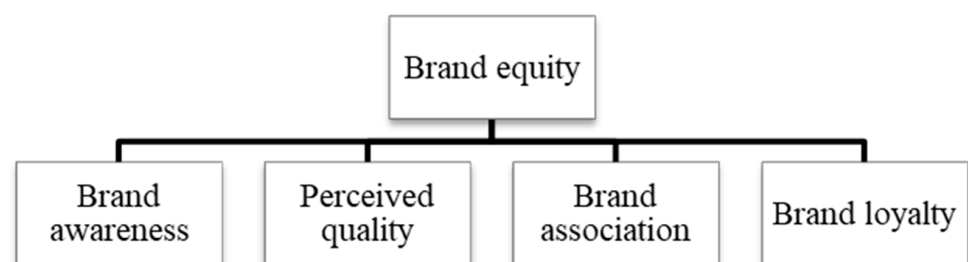 Brand equity
Brand
awareness
Perceived
quality
Brand
association
Brand loyalty